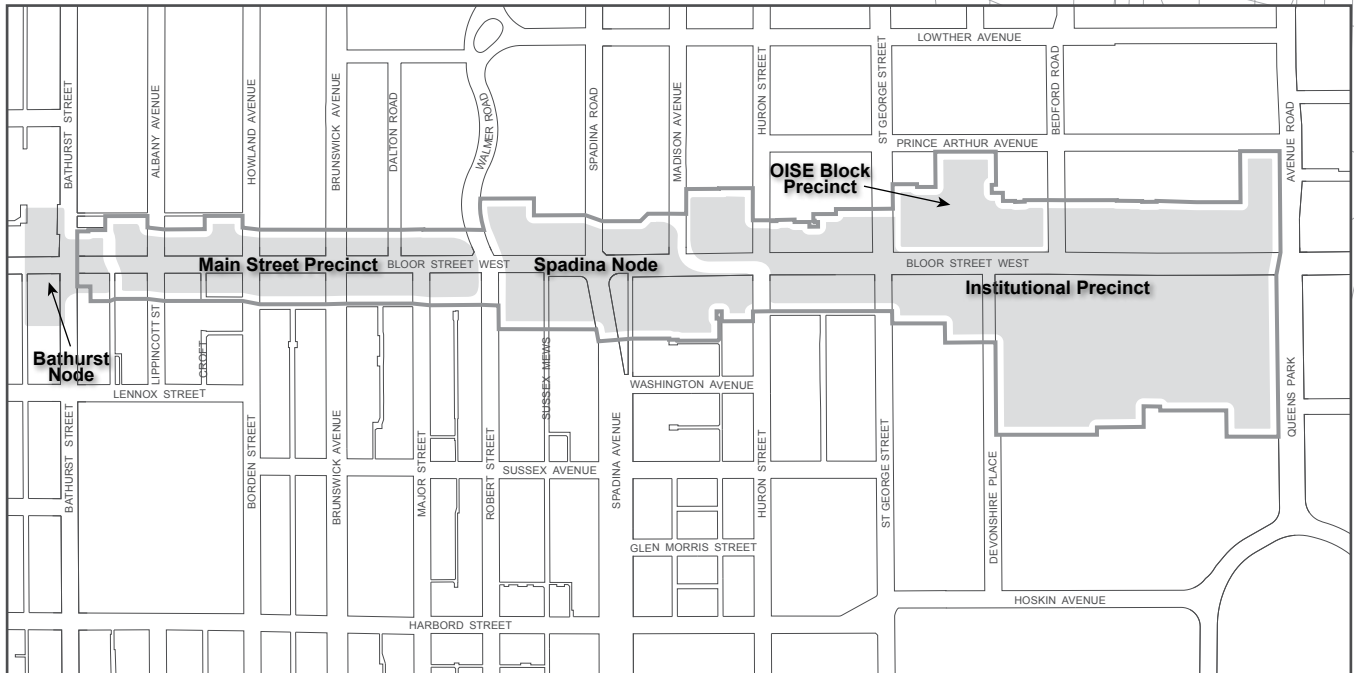 LOWTHER AVENUE
BATHURST STREET
ALBANY AVENUE
HOWLAND AVENUE
BRUNSWICK AVENUE
DALTON ROAD
WALMER ROAD
SPADINA ROAD
MADISON AVENUE
HURON STREET
ST GEORGE STREET
BEDFORD ROAD
AVENUE ROAD
PRINCE ARTHUR AVENUE
OISE Block
Precinct
Main Street Precinct
BLOOR STREET WEST
Spadina Node
BLOOR STREET WEST
Institutional Precinct
Bathurst
Node
LIPPINCOTT ST
CROFT
LENNOX STREET
SUSSEX MEWS
WASHINGTON AVENUE
QUEENS PARK
BATHURST STREET
BORDEN STREET
BRUNSWICK AVENUE
MAJOR STREET
ROBERT STREET
SUSSEX AVENUE
SPADINA AVENUE
HURON STREET
ST GEORGE STREET
DEVONSHIRE PLACE
GLEN MORRIS STREET
HOSKIN AVENUE
HARBORD STREET